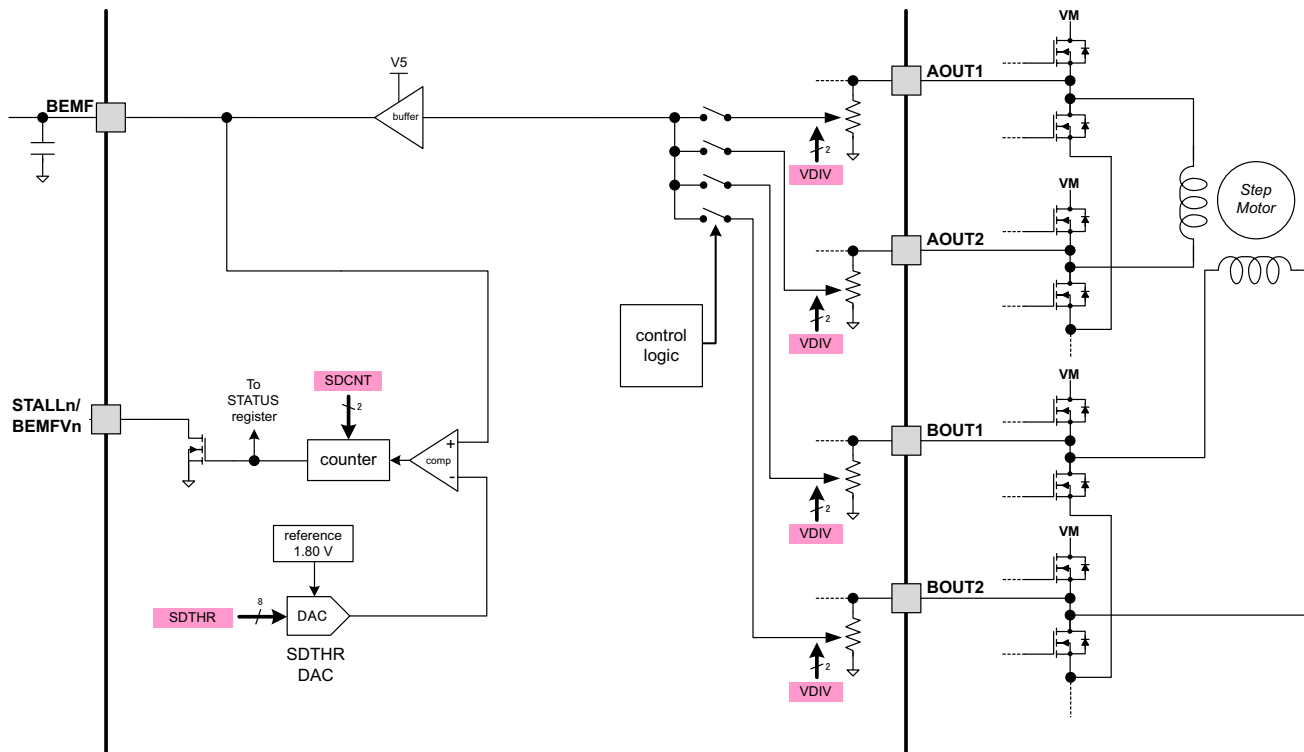 VM
V5
AOUT1
BEMF
buffer
2
VDIV
VM
Step
Motor
AOUT2
2
VDIV
control
logic
To
STATUS
register
SDCNT
2
VM
STALLn/
BEMFVn
counter
+
comp
-
BOUT1
2
VDIV
reference
1.80 V
VM
SDTHR
8
DAC
BOUT2
SDTHR
DAC
2
VDIV